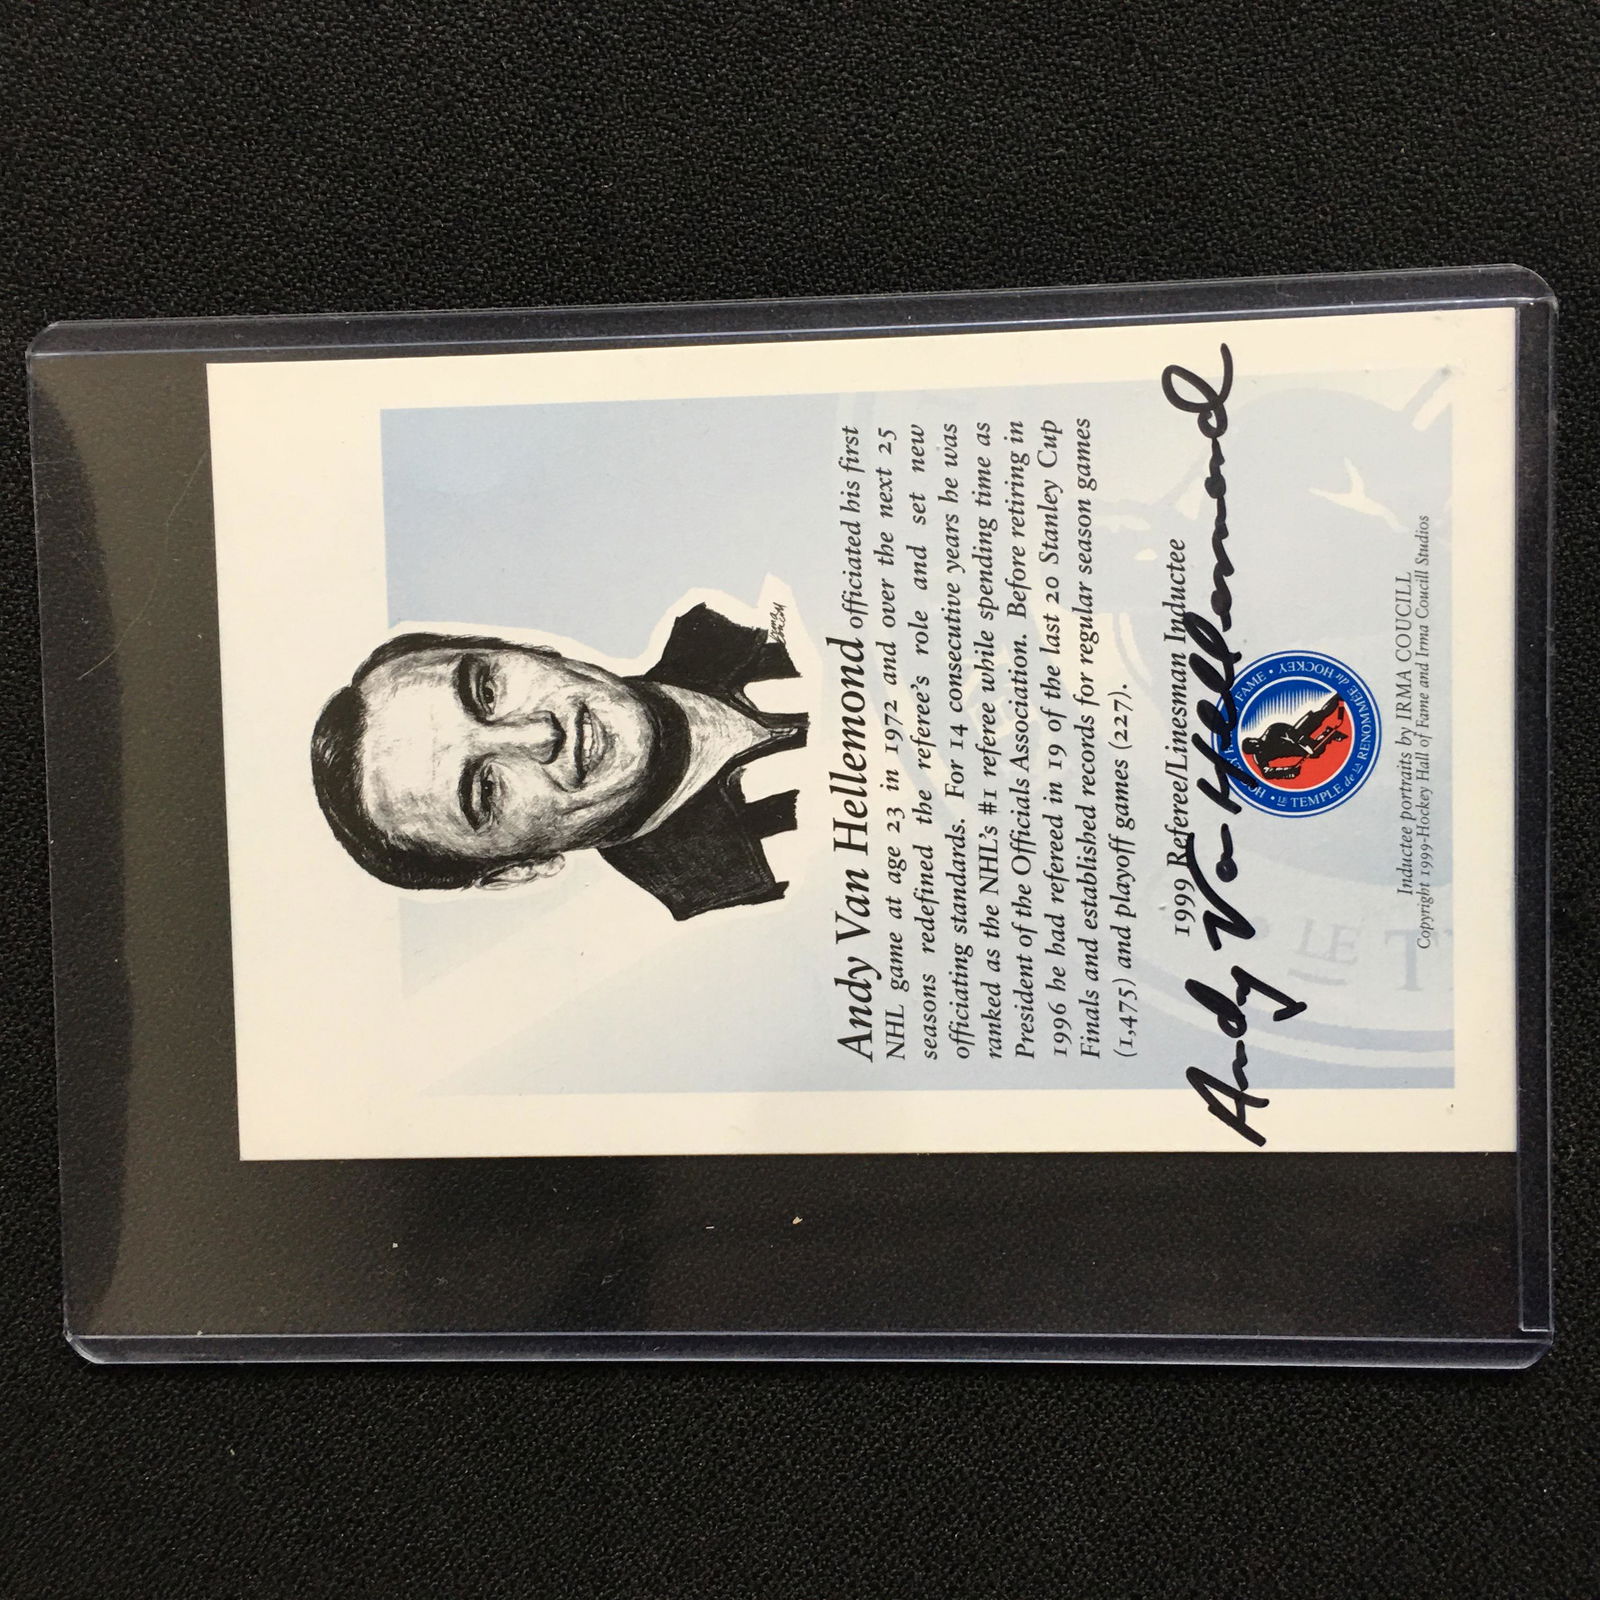 Andy Van Hellemond officiated his first
NHL game at age 23 in 1972 and over the next 25
seasons redefined the referee's role and set new
officiating standards. For 14 consecutive years he was
ranked as the NHL's #1 referee while spending time as
President of the Officials Association. Before retiring in
1996 he had refereed in 19 of the last 20 Stanley Cup
Finals and established records for regular season games
(1,475) and playoff games (227).
1999 Referee/Linesman Inductee
Andy Van Hellemond
FAME • HOCKEY
LE TEMPLE de LA RENOMMÉE du HOCKEY
Inductee portraits by IRMA COUCILL
Copyright 1999-Hockey Hall of Fame and Irma Coucill Studios
LE T